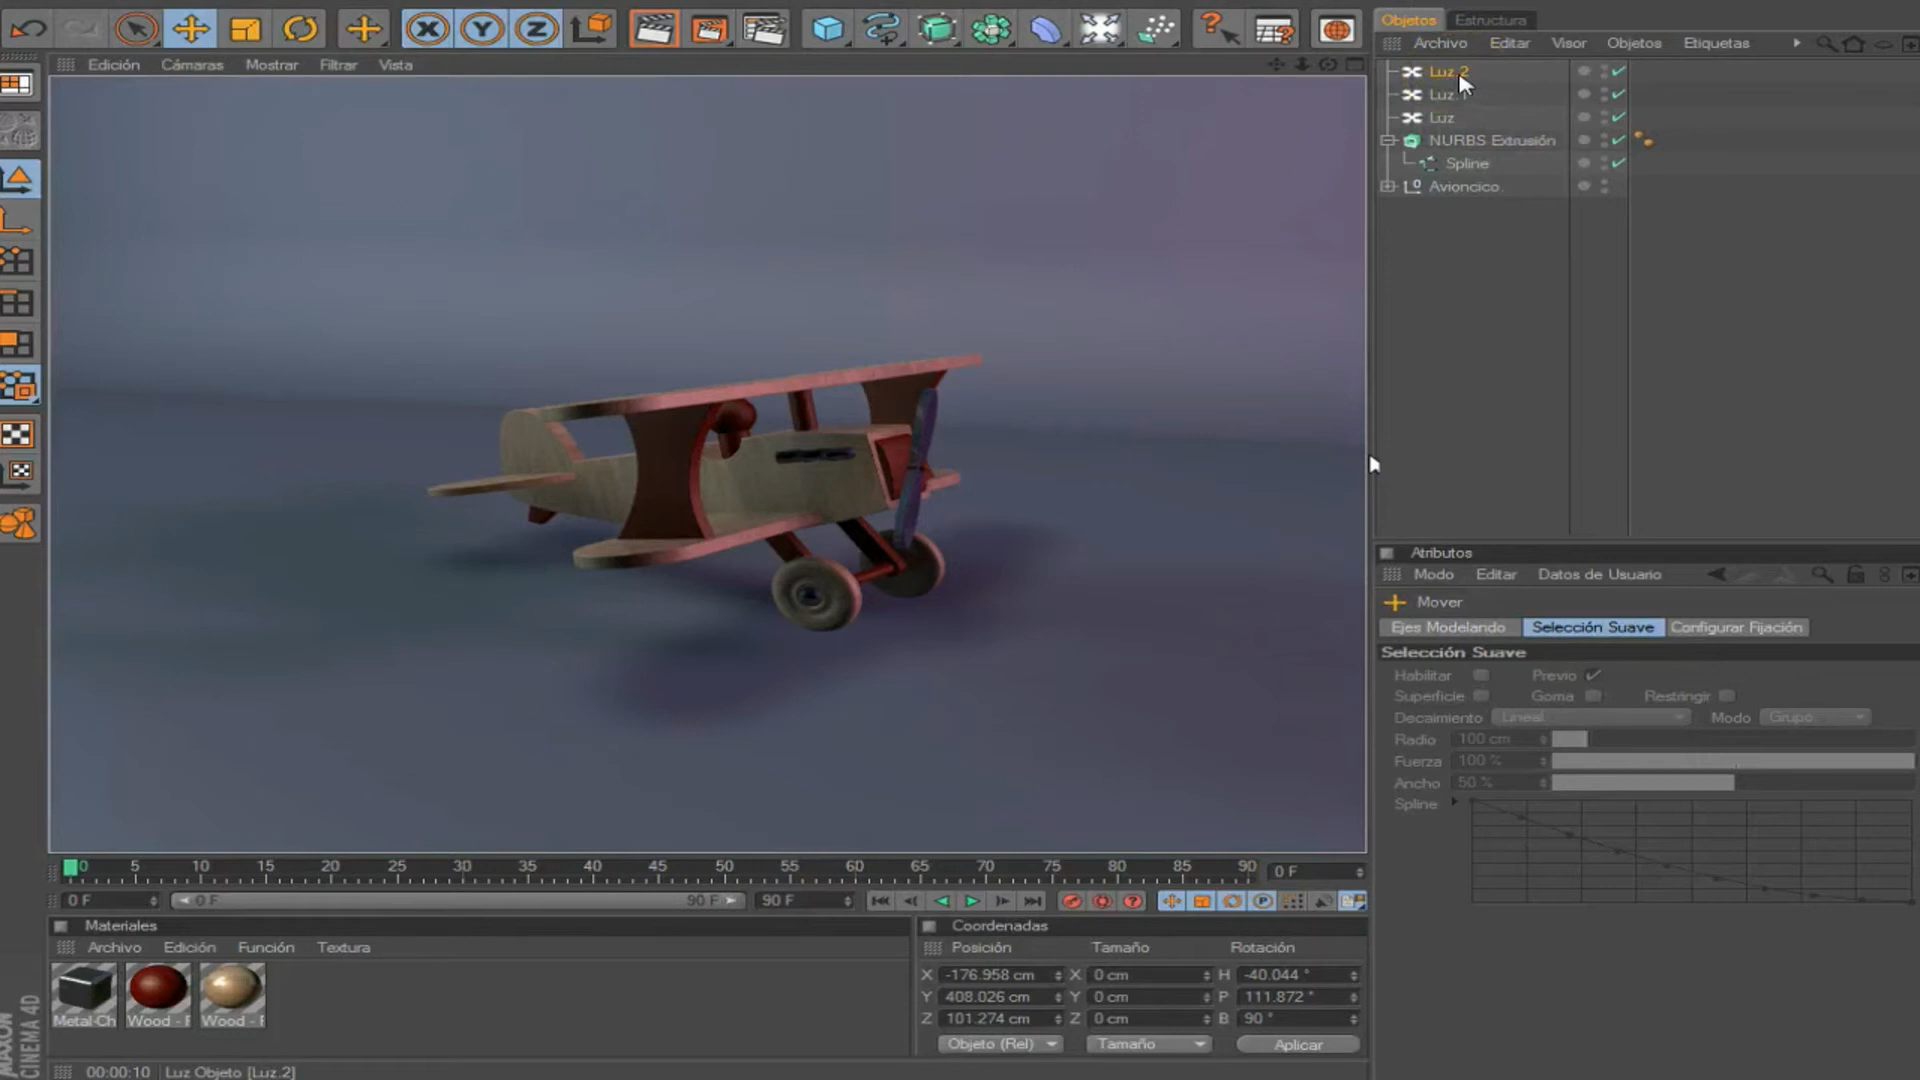 Objetos Estructura
Archivo Editar Visor Objetos Etiquetas
Edición Cámaras Mostrar Filtrar Vista
Luz.2
Luz.1
Luz
NURBS Extrusión
Spline
Avioncico
Atributos
Modo Editar Datos de Usuario
Mover
Ejes Modelando Selección Suave Configurar Fijación
Selección Suave
Habilitar Previo
Superficie Goma Restringir
Decaimiento Lineal Modo Grupo
Radio 100 cm
Fuerza 100 %
Ancho 50 %
Spline
0 5 10 15 20 25 30 35 40 45 50 55 60 65 70 75 80 85 90 0 F
0 F 0 F 90 F 90 F
Materiales
Archivo Edición Función Textura
Metal-Ch Wood - F Wood - F
Coordenadas
Posición Tamaño Rotación
X -176.958 cm X 0 cm H -40.044 °
Y 408.026 cm Y 0 cm P 111.872 °
Z 101.274 cm Z 0 cm B 90 °
Objeto (Rel) Tamaño Aplicar
MAXON
CINEMA 4D
00:00:10 Luz Objeto [Luz.2]